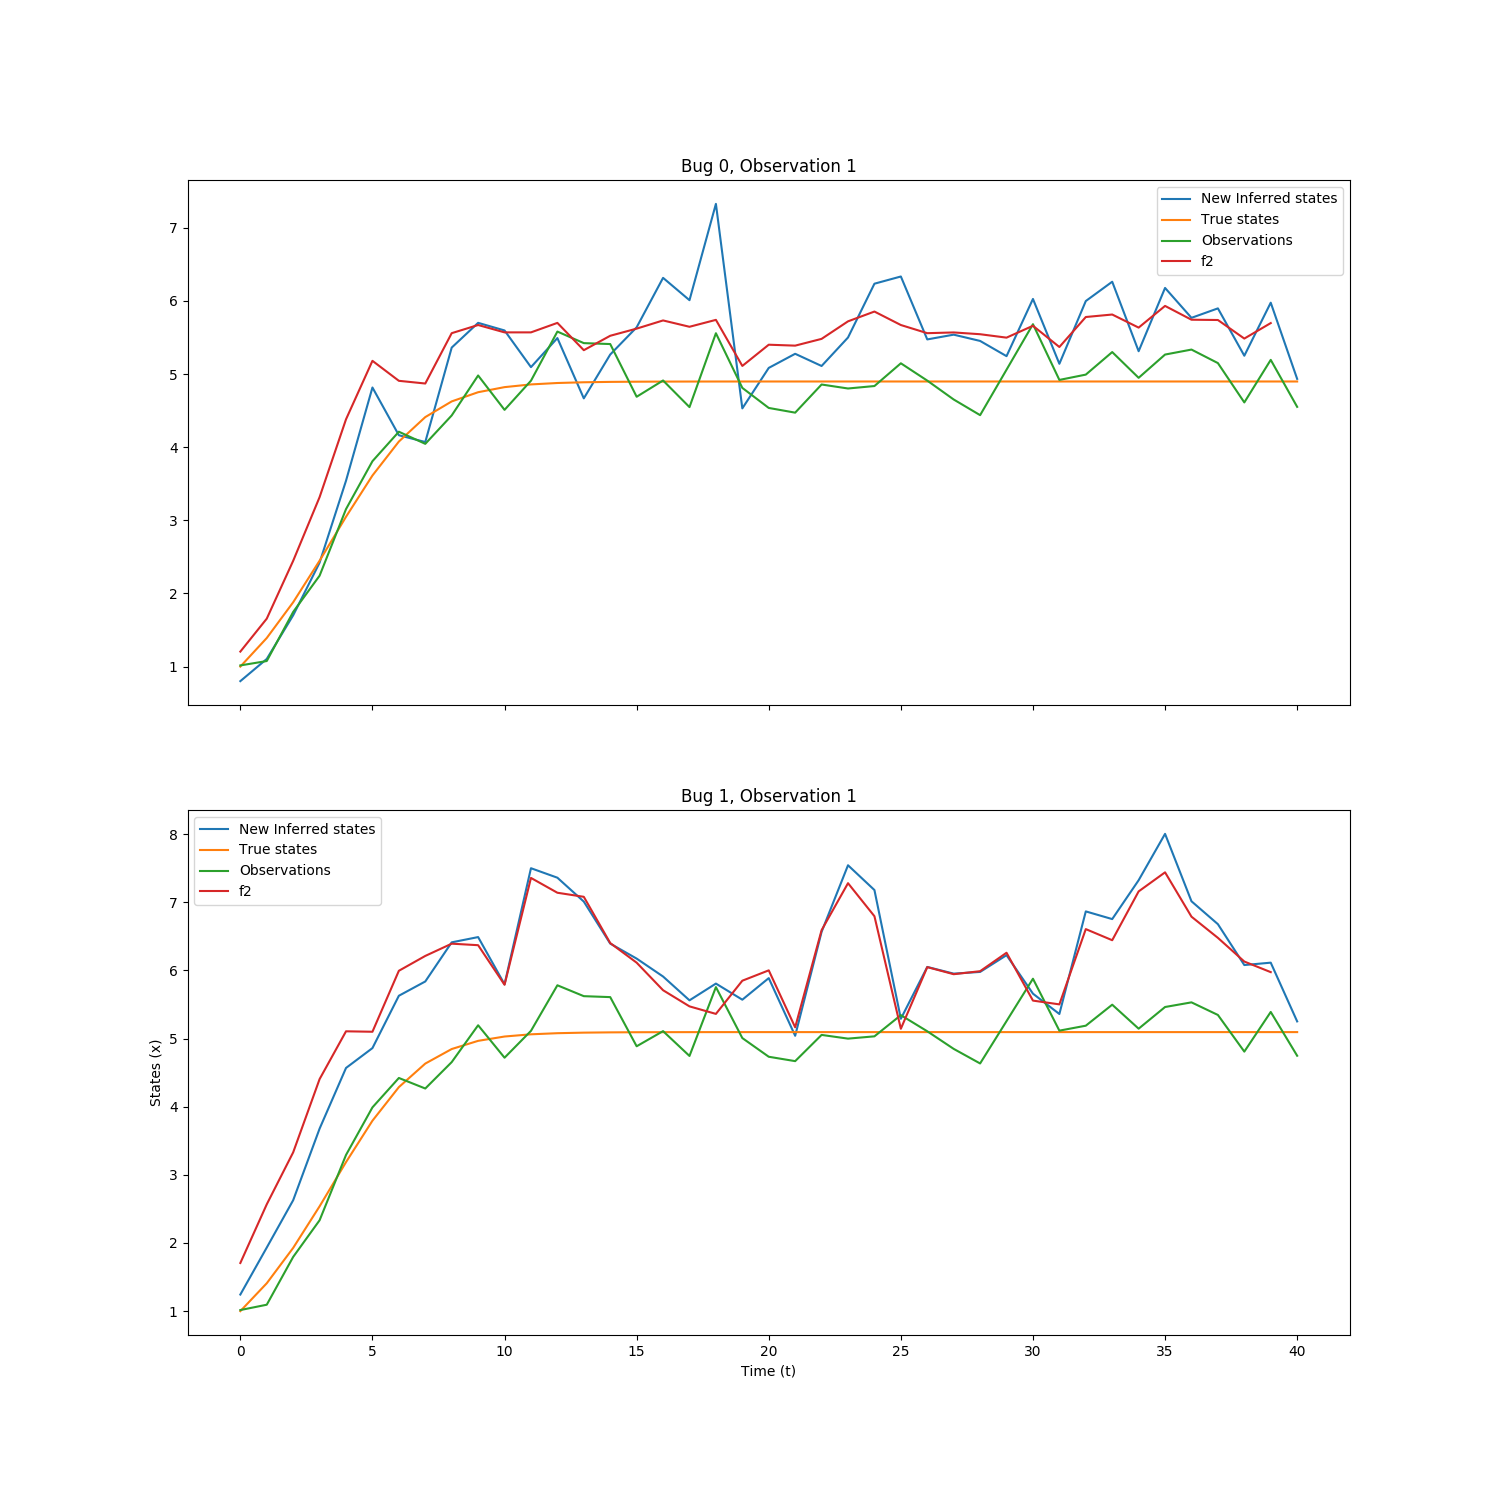 Bug 0, Observation 1
New Inferred states
True states
Observations
f2
7
6
5
4
3
2
1
Bug 1, Observation 1
New Inferred states
True states
Observations
f2
8
7
6
5
4
3
2
1
States (x)
0 5 10 15 20 25 30 35 40
Time (t)